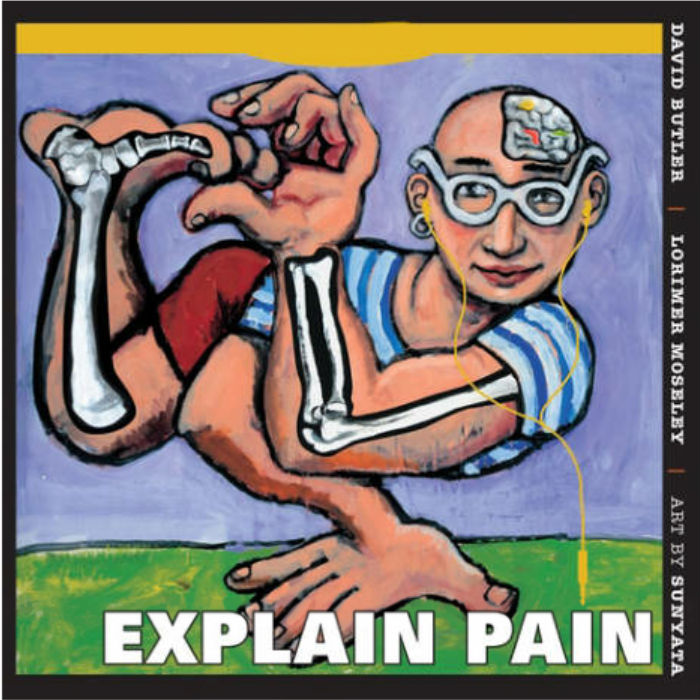 EXPLAIN PAIN
DAVID BUTLER | LORIMER MOSELEY | ART BY SUNYATA